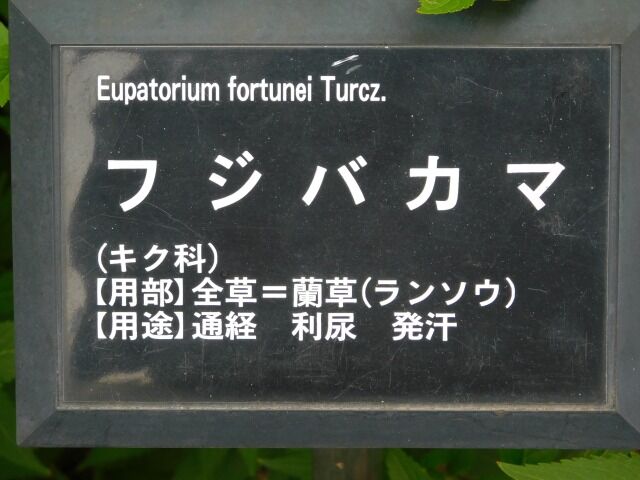 Eupatorium fortunei Turcz.
フジバカマ
(キク科)
【用部】全草＝蘭草(ランソウ)
【用途】通経　利尿　発汗